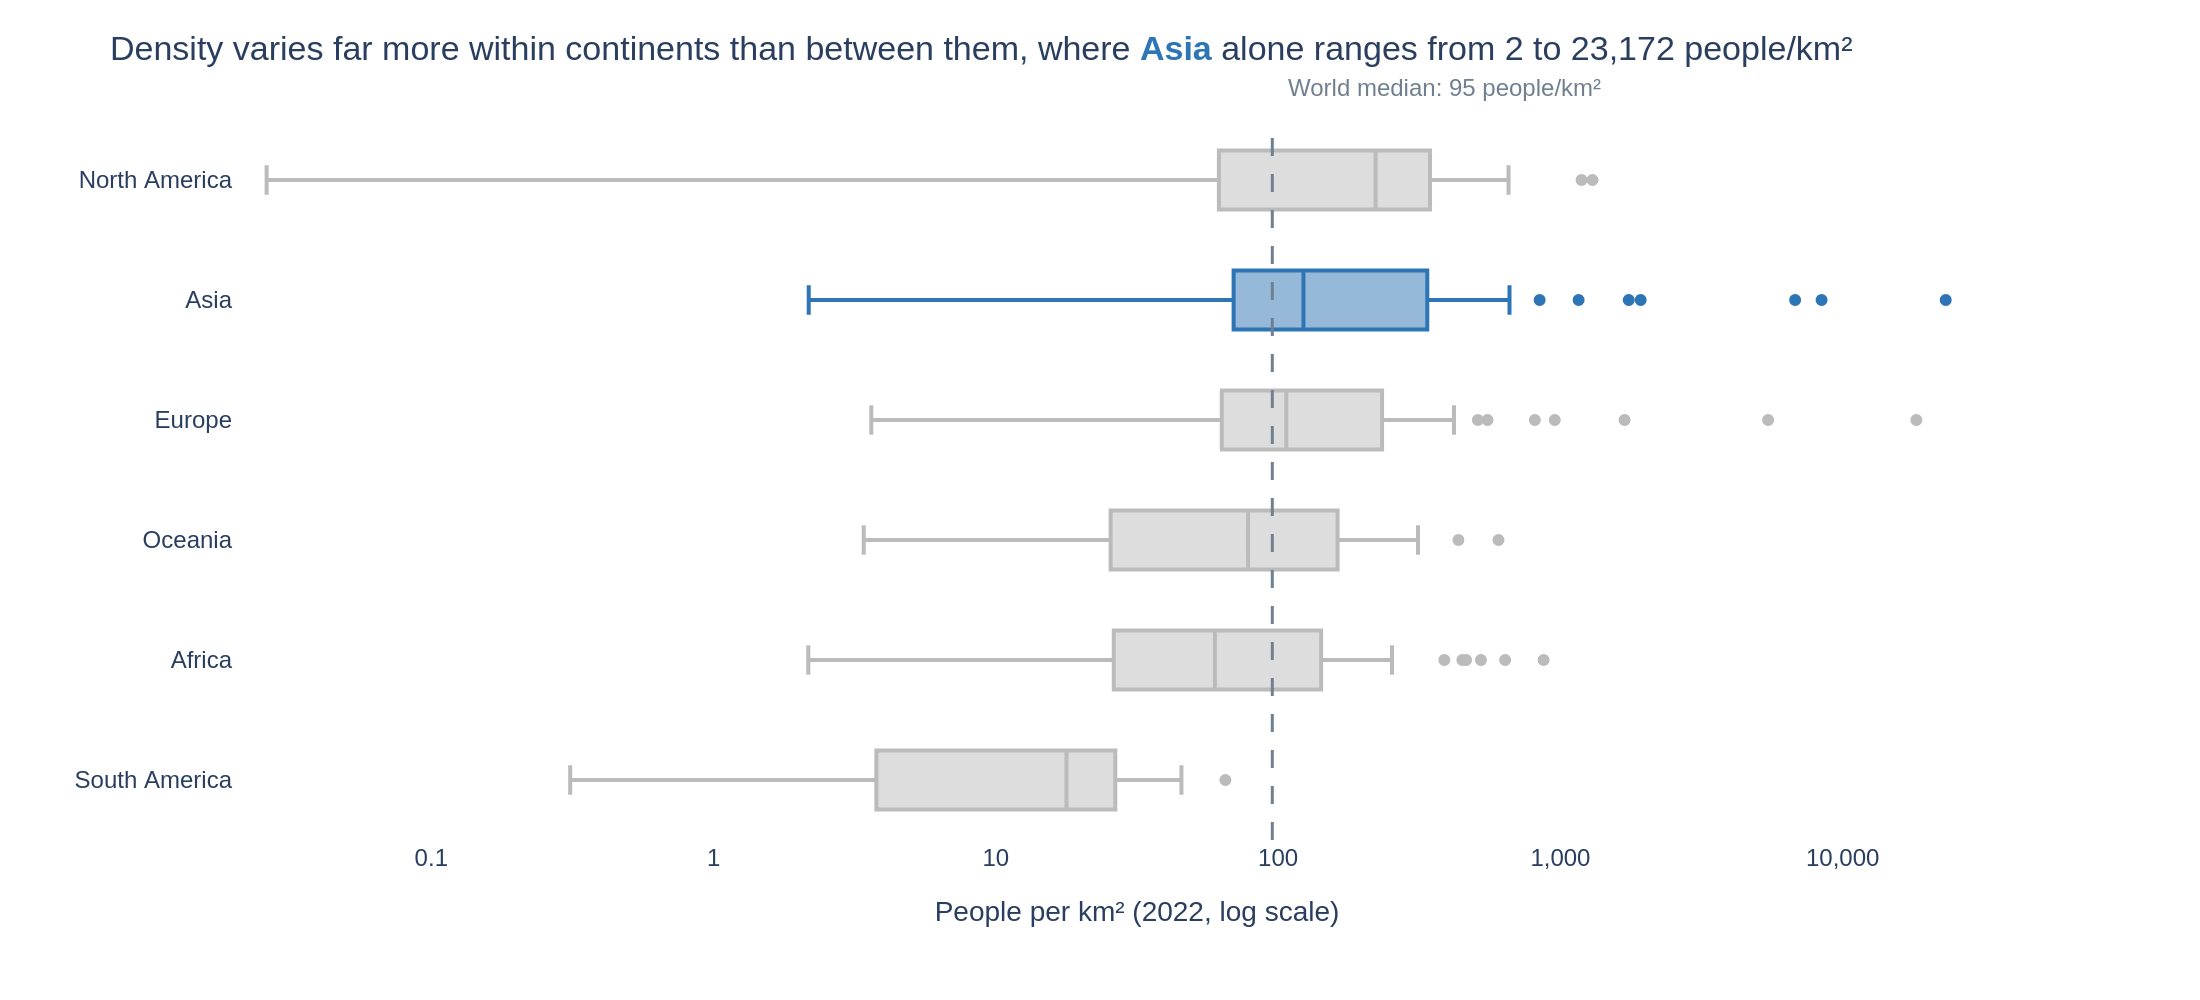 Density varies far more within continents than between them, where Asia alone ranges from 2 to 23,172 people/km²
World median: 95 people/km²
North America
Asia
Europe
Oceania
Africa
South America
0.1 1 10 100 1,000 10,000
People per km² (2022, log scale)